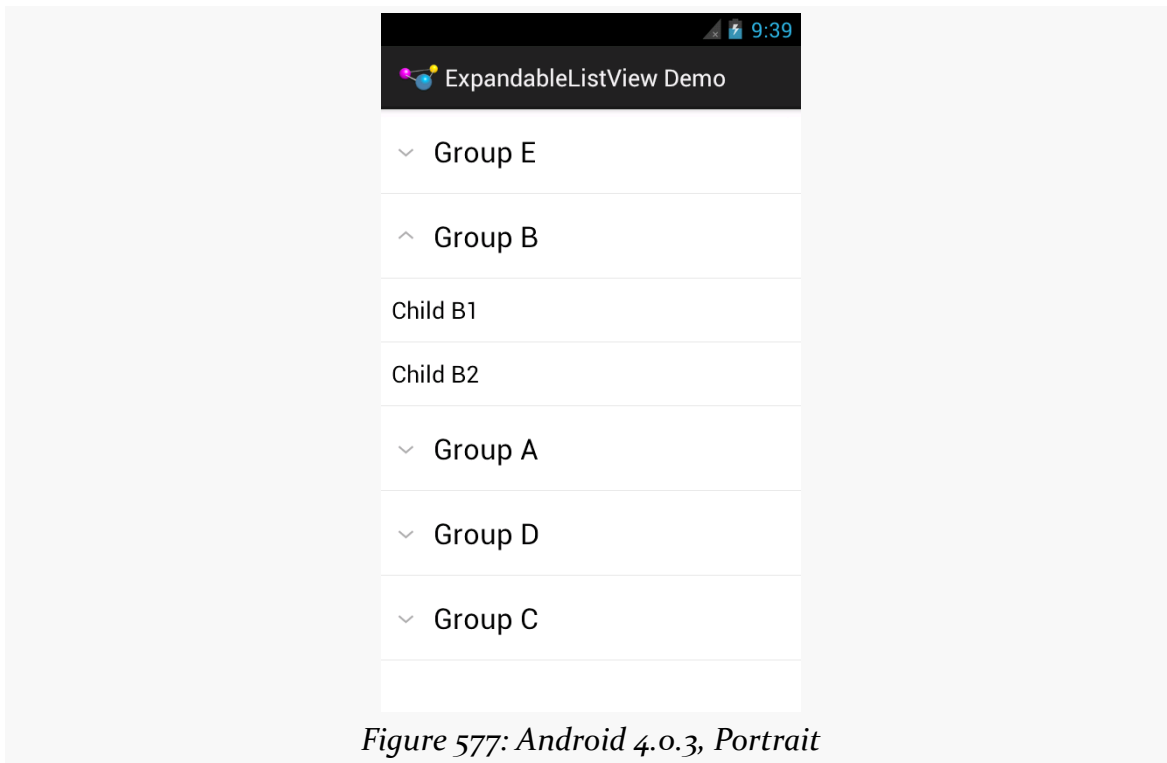 9:39
ExpandableListView Demo
Group E
Group B
Child B1
Child B2
Group A
Group D
Group C
Figure 577: Android 4.0.3, Portrait